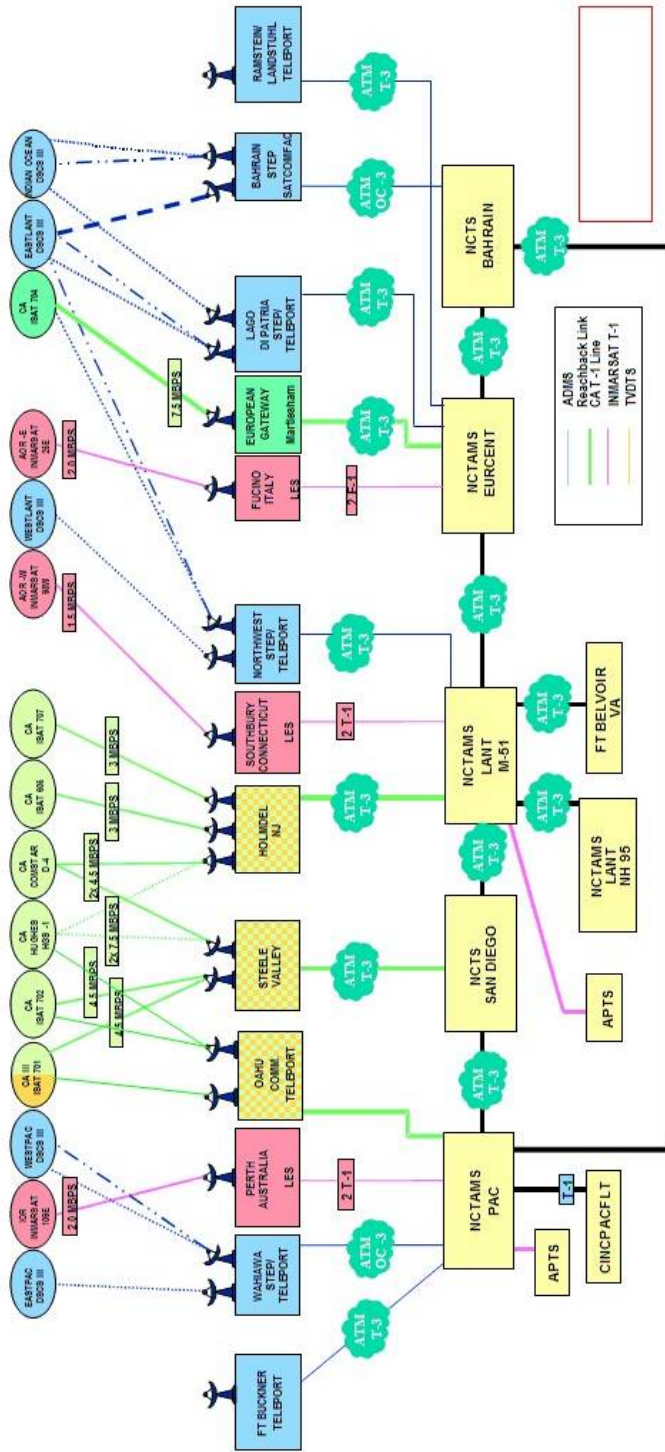 EASTPAC
DSCS III
IOR
INMARSAT
109E
WESTPAC
DSCS III
CA III
ISAT 701
CA
ISAT 702
CA
HUGHES
HGS -1
CA
COMSTAR
D-4
CA
ISAT 606
CA
ISAT 707
AOR -W
INMARSAT
WESTLANT
DSCS III
AOR -E
INMARSAT
CA
ISAT 704
EASTLANT
DSCS III
INDIAN OCEAN
DSCS III
2.0 MBPS
4.5 MBPS
4.5 MBPS
2x 7.5 MBPS
2x 4.5 MBPS
3 MBPS
3 MBPS
1.5 MBPS
2.0 MBPS
7.5 MBPS
FT BUCKNER
TELEPORT
WAHIAWA
STEP/
TELEPORT
PERTH
AUSTRALIA
LES
OAHU
COMM.
TELEPORT
STEELE
VALLEY
HOLMDEL
NJ
SOUTHBURY
CONNECTICUT
LES
NORTHWEST
STEP/
TELEPORT
FUCINO
ITALY
LES
EUROPEAN
GATEWAY
Martlesham
LAGO
DI PATRIA
STEP/
TELEPORT
BAHRAIN
STEP
SATCOMFAC
RAMSTEIN/
LANDSTUHL
TELEPORT
ATM
T-3
ATM
OC -3
2 T-1
ATM
T-3
ATM
T-3
2 T-1
ATM
T-3
2 E-1
ATM
T-3
ATM
T-3
ATM
OC -3
ATM
T-3
NCTAMS
PAC
ATM
T-3
NCTS
SAN DIEGO
ATM
T-3
NCTAMS
LANT
M-51
ATM
T-3
NCTAMS
EURCENT
ATM
T-3
NCTS
BAHRAIN
T-1
ATM
T-3
ATM
T-3
ATM
T-3
APTS
CINCPACFLT
APTS
NCTAMS
LANT
NH 95
FT BELVOIR
VA
ADMS
Reachback Link
CA T -1 Line
INMARSAT T-1
TVDTS